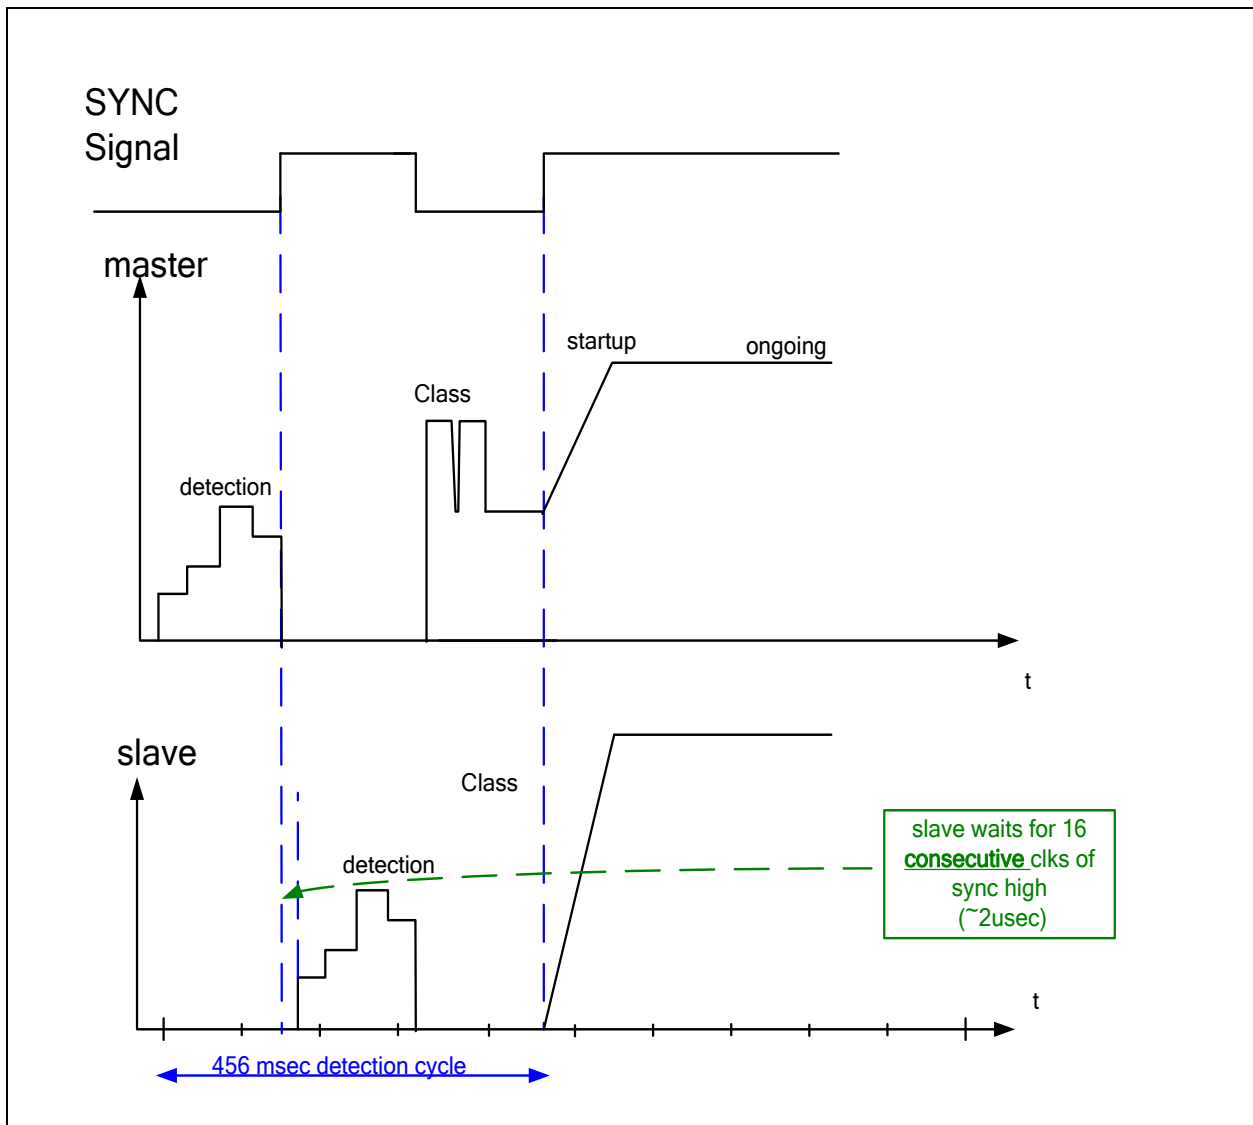 SYNC
Signal
master
startup
ongoing
Class
detection
t
slave
Class
detection
slave waits for 16
consecutive clks of
sync high
(~2usec)
t
456 msec detection cycle